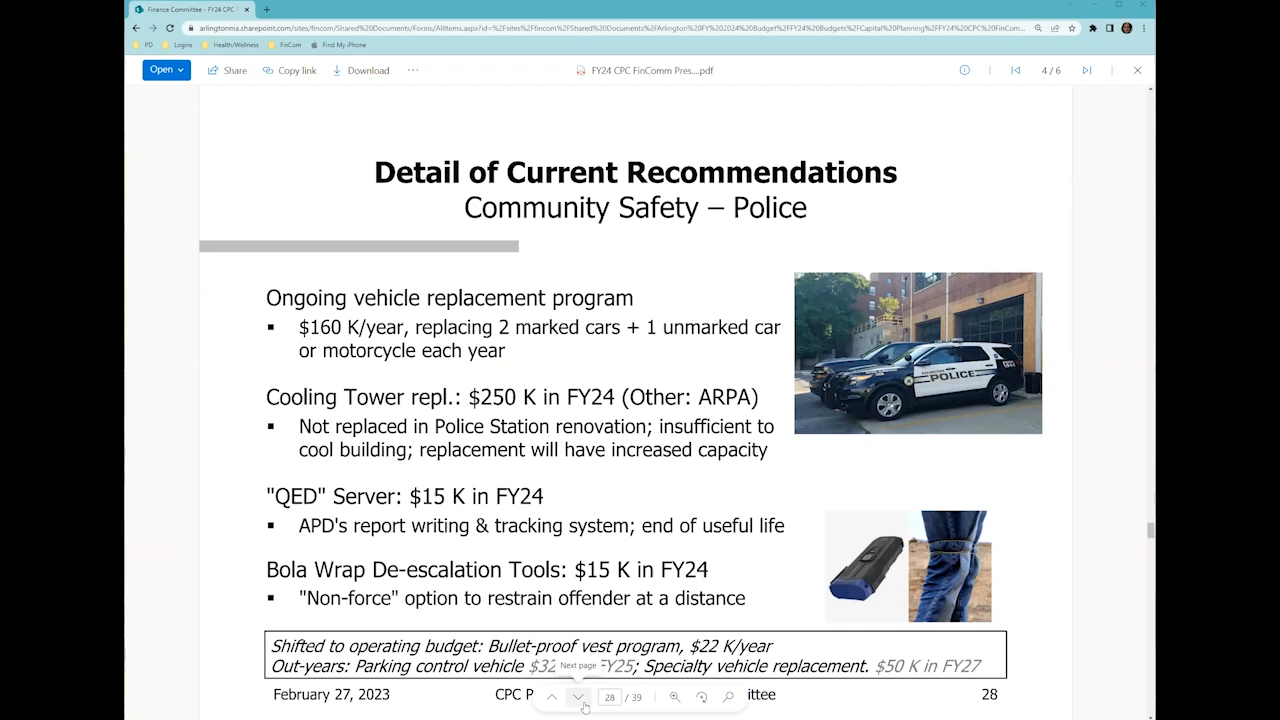 Finance Committee - FY24 CPC F
arlingtonma.sharepoint.com/sites/fincom/Shared%20Documents/Forms/AllItems.aspx?id=%2Fsites%2Ffincom%2FShared%20Documents%2FArlington%20FY%202024%20Budget%2FFY24%20Budgets%2FCapital%20Planning%2FFY24%20CPC%20FinCom...
PD Logins Health/Wellness FinCom Find My iPhone
Open Share Copy link Download ... FY24 CPC FinComm Pres....pdf 4 / 6
Detail of Current Recommendations
Community Safety – Police
Ongoing vehicle replacement program
▪ $160 K/year, replacing 2 marked cars + 1 unmarked car
or motorcycle each year
Cooling Tower repl.: $250 K in FY24 (Other: ARPA)
▪ Not replaced in Police Station renovation; insufficient to
cool building; replacement will have increased capacity
"QED" Server: $15 K in FY24
▪ APD's report writing & tracking system; end of useful life
Bola Wrap De-escalation Tools: $15 K in FY24
▪ "Non-force" option to restrain offender at a distance
ARLINGTON
POLICE
Shifted to operating budget: Bullet-proof vest program, $22 K/year
Out-years: Parking control vehicle $32 FY25; Specialty vehicle replacement. $50 K in FY27
Next page
February 27, 2023 CPC P ittee 28
28 / 39